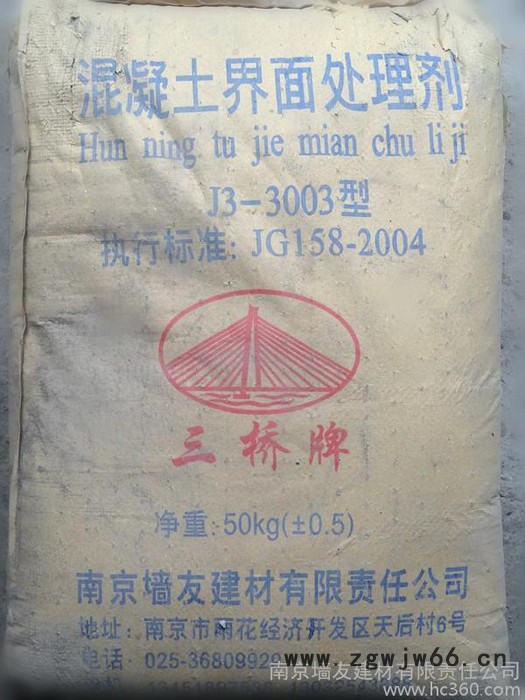 混凝土界面处理剂
Hun ning tu jie mian chu li ji
J3-3003型
执行标准: JG158-2004
三桥牌
净重: 50kg(±0.5)
南京墙友建材有限责任公司
地址: 南京市雨花经济开发区天后村6号
电话: 025-3680992
www.zgwjw66.cn
南京墙友建材有限责任公司
www.hc360.com